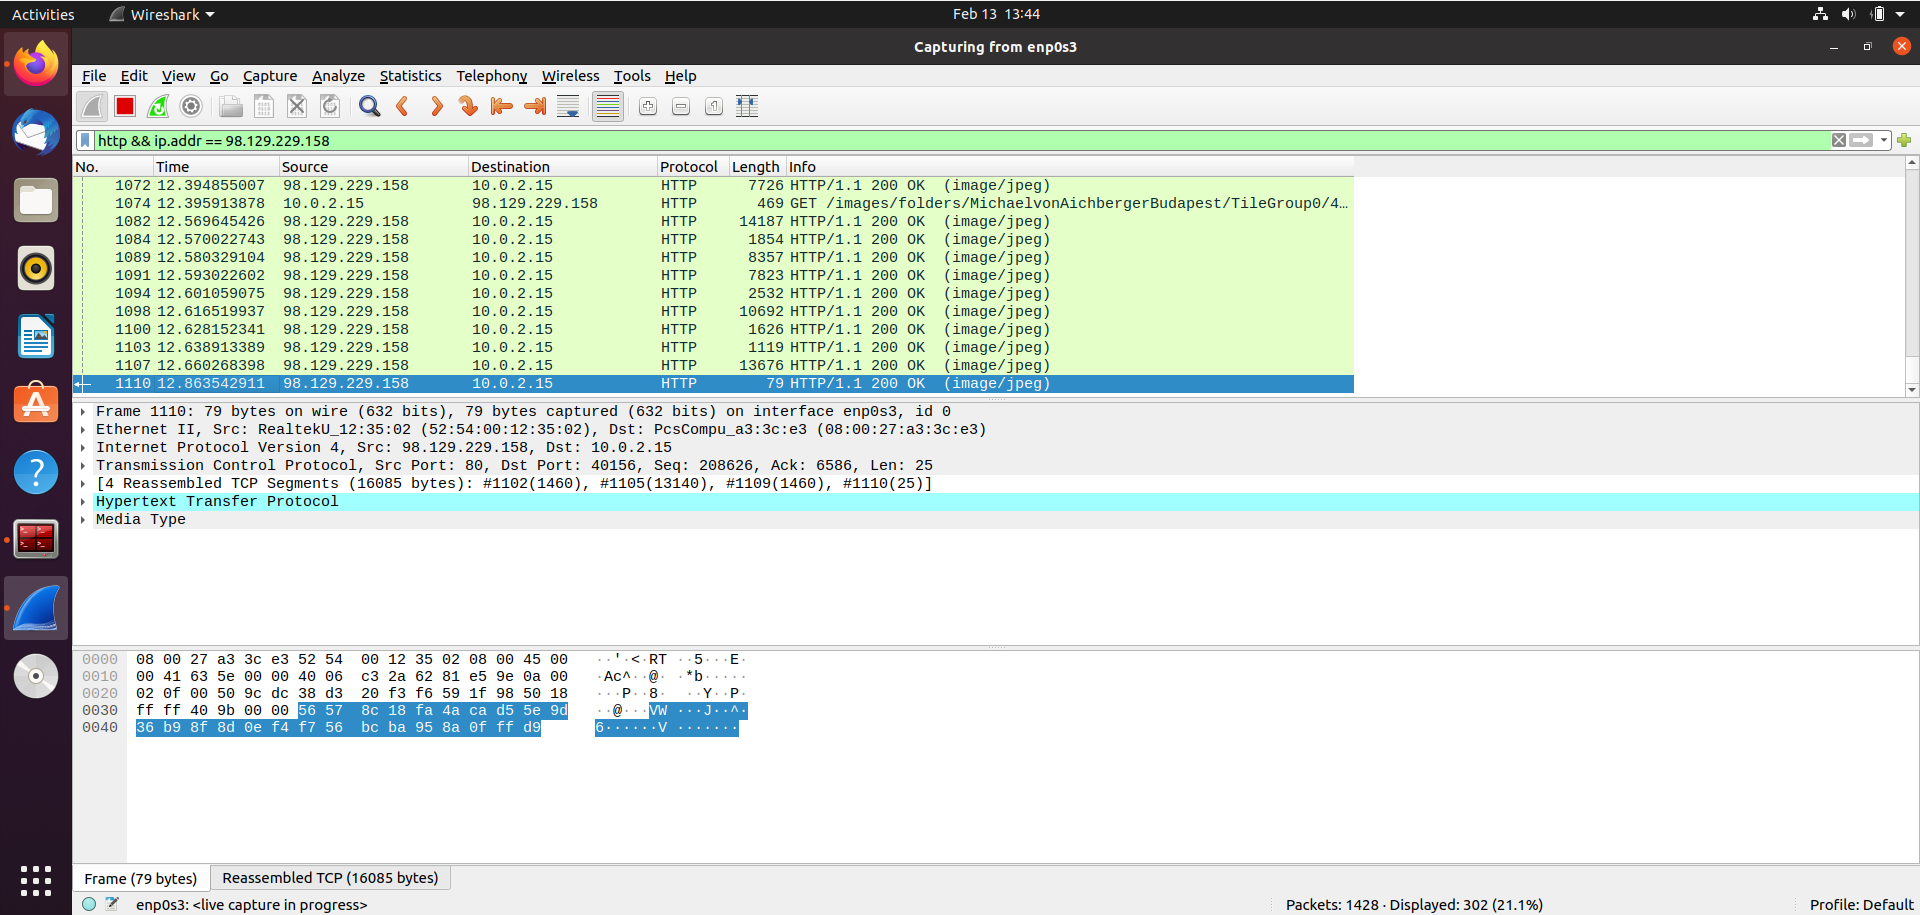 Activities Wireshark Feb 13 13:44
Capturing from enp0s3
File Edit View Go Capture Analyze Statistics Telephony Wireless Tools Help
http && ip.addr == 98.129.229.158
No. Time Source Destination Protocol Length Info
1072 12.394855007 98.129.229.158 10.0.2.15 HTTP 7726 HTTP/1.1 200 OK (image/jpeg)
1074 12.395913878 10.0.2.15 98.129.229.158 HTTP 469 GET /images/folders/MichaelvonAichbergerBudapest/TileGroup0/4…
1082 12.569645426 98.129.229.158 10.0.2.15 HTTP 14187 HTTP/1.1 200 OK (image/jpeg)
1084 12.570022743 98.129.229.158 10.0.2.15 HTTP 1854 HTTP/1.1 200 OK (image/jpeg)
1089 12.580329104 98.129.229.158 10.0.2.15 HTTP 8357 HTTP/1.1 200 OK (image/jpeg)
1091 12.593022602 98.129.229.158 10.0.2.15 HTTP 7823 HTTP/1.1 200 OK (image/jpeg)
1094 12.601059075 98.129.229.158 10.0.2.15 HTTP 2532 HTTP/1.1 200 OK (image/jpeg)
1098 12.616519937 98.129.229.158 10.0.2.15 HTTP 10692 HTTP/1.1 200 OK (image/jpeg)
1100 12.628152341 98.129.229.158 10.0.2.15 HTTP 1626 HTTP/1.1 200 OK (image/jpeg)
1103 12.638913389 98.129.229.158 10.0.2.15 HTTP 1119 HTTP/1.1 200 OK (image/jpeg)
1107 12.660268398 98.129.229.158 10.0.2.15 HTTP 13676 HTTP/1.1 200 OK (image/jpeg)
1110 12.863542911 98.129.229.158 10.0.2.15 HTTP 79 HTTP/1.1 200 OK (image/jpeg)
Frame 1110: 79 bytes on wire (632 bits), 79 bytes captured (632 bits) on interface enp0s3, id 0
Ethernet II, Src: RealtekU_12:35:02 (52:54:00:12:35:02), Dst: PcsCompu_a3:3c:e3 (08:00:27:a3:3c:e3)
Internet Protocol Version 4, Src: 98.129.229.158, Dst: 10.0.2.15
Transmission Control Protocol, Src Port: 80, Dst Port: 40156, Seq: 208626, Ack: 6586, Len: 25
[4 Reassembled TCP Segments (16085 bytes): #1102(1460), #1105(13140), #1109(1460), #1110(25)]
Hypertext Transfer Protocol
Media Type
0000 08 00 27 a3 3c e3 52 54 00 12 35 02 08 00 45 00 ··'·<·RT ··5···E·
0010 00 41 63 5e 00 00 40 06 c3 2a 62 81 e5 9e 0a 00 ·Ac^··@· ·*b·····
0020 02 0f 00 50 9c dc 38 d3 20 f3 f6 59 1f 98 50 18 ···P··8· ··Y··P·
0030 ff ff 40 9b 00 00 56 57 8c 18 fa 4a ca d5 5e 9d ··@···VW ···J··^·
0040 36 b9 8f 8d 0e f4 f7 56 bc ba 95 8a 0f ff d9 6······V ·······
Frame (79 bytes) Reassembled TCP (16085 bytes)
enp0s3: <live capture in progress> Packets: 1428 · Displayed: 302 (21.1%) Profile: Default